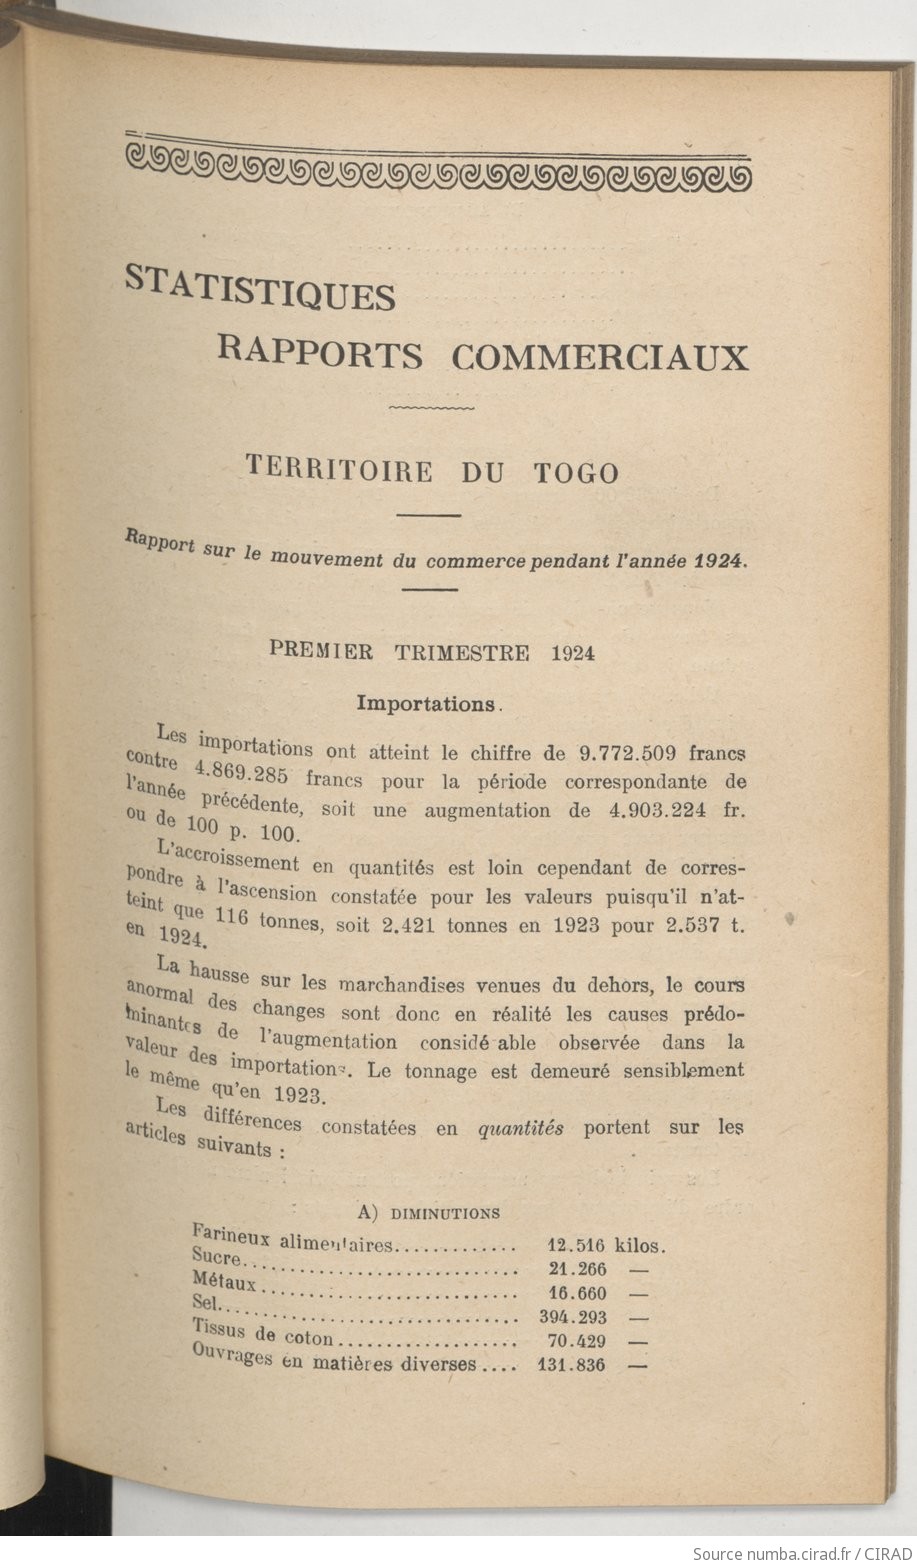 STATISTIQUES
RAPPORTS COMMERCIAUX
TERRITOIRE DU TOGO
Rapport sur le mouvement du commerce pendant l'année 1924.
PREMIER TRIMESTRE 1924
Importations.
Les importations ont atteint le chiffre de 9.772.509 francs
contre 4.869.285 francs pour la période correspondante de
l'année précédente, soit une augmentation de 4.903.224 fr.
ou de 100 p. 100.
L'accroissement en quantités est loin cependant de corres-
pondre à l'ascension constatée pour les valeurs puisqu'il n'at-
teint que 116 tonnes, soit 2.421 tonnes en 1923 pour 2.537 t.
en 1924.
La hausse sur les marchandises venues du dehors, le cours
anormal des changes sont donc en réalité les causes prédo-
minantes de l'augmentation considérable observée dans la
valeur des importations. Le tonnage est demeuré sensiblement
le même qu'en 1923.
Les différences constatées en quantités portent sur les
articles suivants :
A) DIMINUTIONS
Farineux alimentaires............. 12.516 kilos.
Sucre............................. 21.266 —
Métaux........................... 16.660 —
Sel................................ 394.293 —
Tissus de coton................... 70.429 —
Ouvrages en matières diverses.... 131.836 —
Source numba.cirad.fr / CIRAD